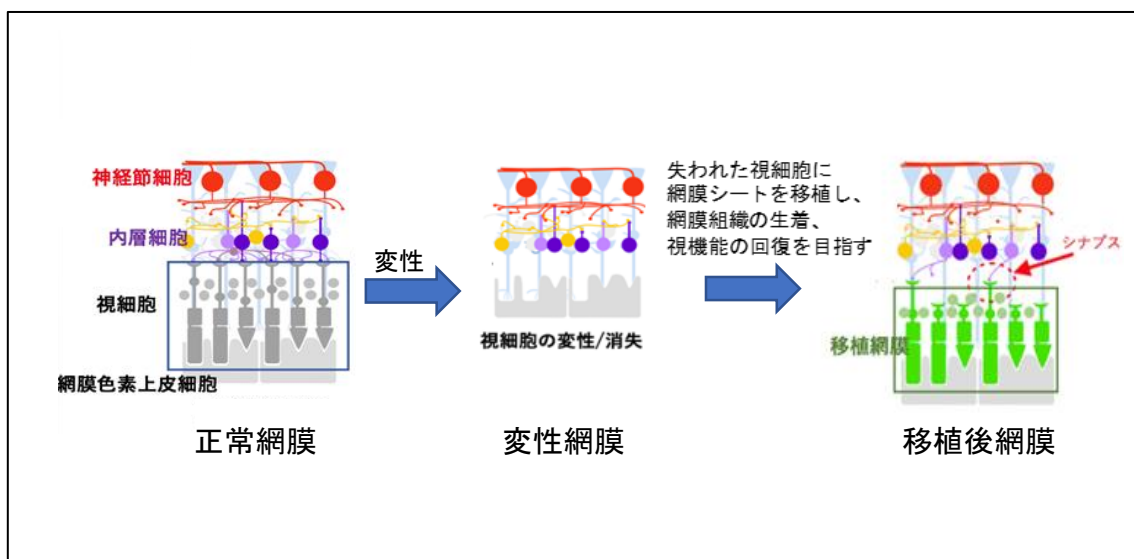 神経節細胞
内層細胞
視細胞
網膜色素上皮細胞
正常網膜
変性
視細胞の変性/消失
変性網膜
失われた視細胞に
網膜シートを移植し、
網膜組織の生着、
視機能の回復を目指す
シナプス
移植網膜
移植後網膜